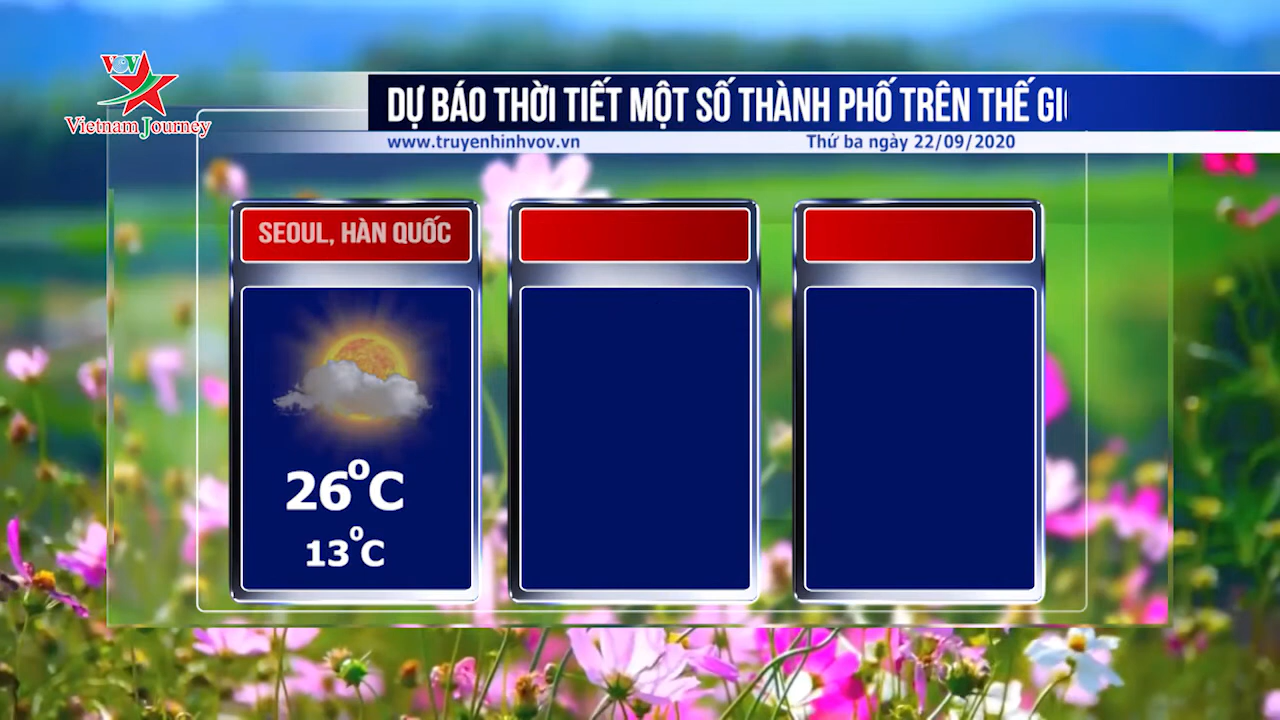 VOV
Vietnam Journey
DỰ BÁO THỜI TIẾT MỘT SỐ THÀNH PHỐ TRÊN THẾ GIỚ
www.truyenhinhvov.vn
Thứ ba ngày 22/09/2020
SEOUL, HÀN QUỐC
26°C
13°C